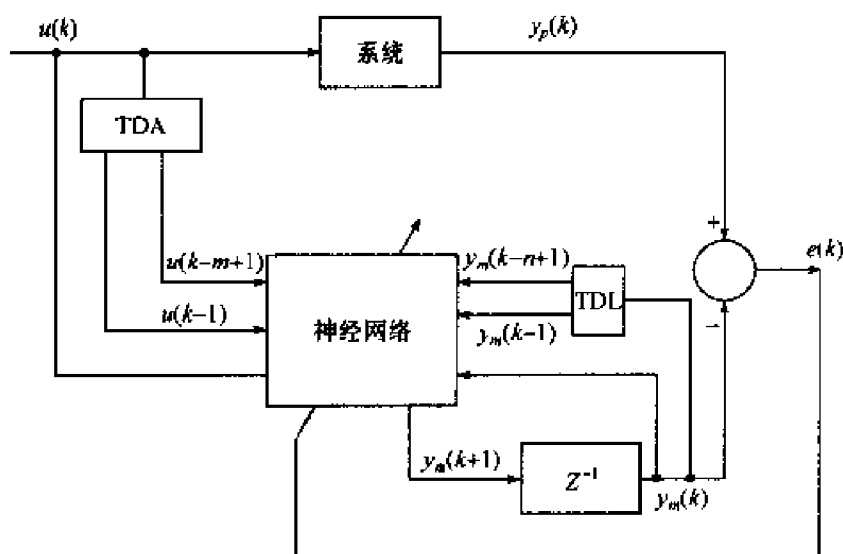 u(k)
系统
y_p(k)
TDA
+
e(k)
u(k-m+1)
y_m(k-n+1)
TDL
神经网络
u(k-1)
y_m(k-1)
−
y_m(k+1)
Z^{-1}
y_m(k)